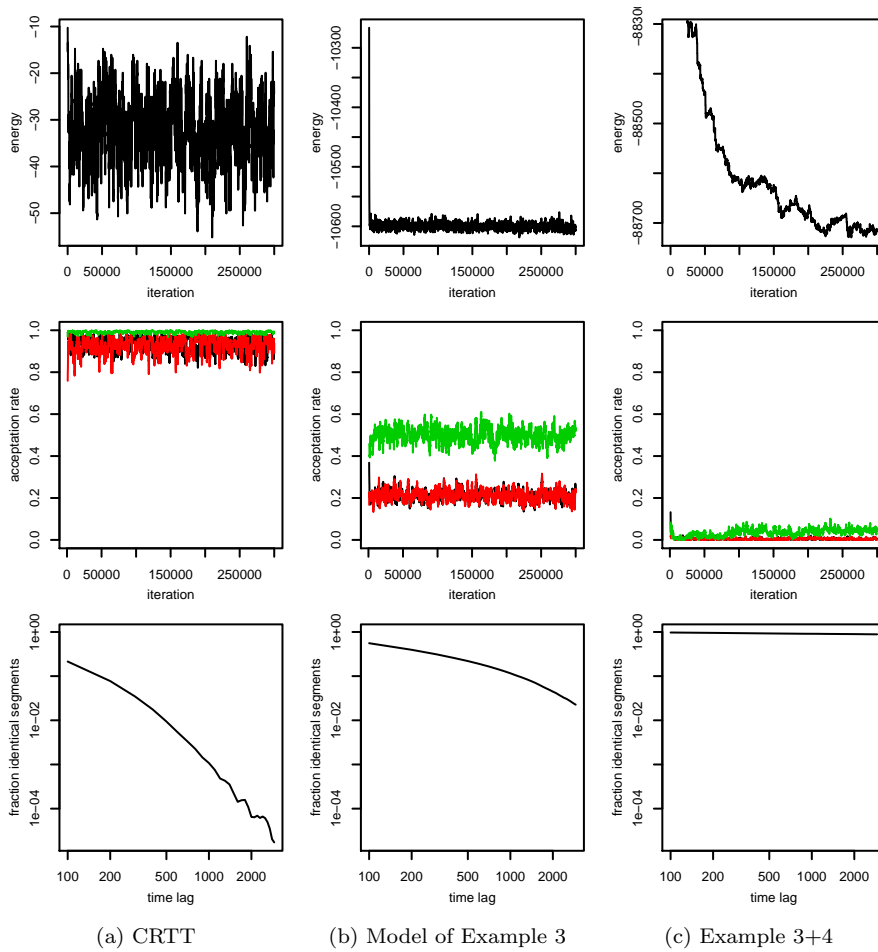 −10
−20
−30
−40
−50
energy
0 50000 150000 250000
iteration
−10300
−10400
−10500
−10600
energy
0 50000 150000 250000
iteration
−8830
−88500
−88700
energy
0 50000 150000 250000
iteration
1.0
0.8
0.6
0.4
0.2
0.0
acceptation rate
0 50000 150000 250000
iteration
1.0
0.8
0.6
0.4
0.2
0.0
acceptation rate
0 50000 150000 250000
iteration
1.0
0.8
0.6
0.4
0.2
0.0
acceptation rate
0 50000 150000 250000
iteration
1e+00
1e−02
1e−04
fraction identical segments
100 200 500 1000 2000
time lag
1e+00
1e−02
1e−04
fraction identical segments
100 200 500 1000 2000
time lag
1e+00
1e−02
1e−04
fraction identical segments
100 200 500 1000 2000
time lag
(a) CRTT
(b) Model of Example 3
(c) Example 3+4